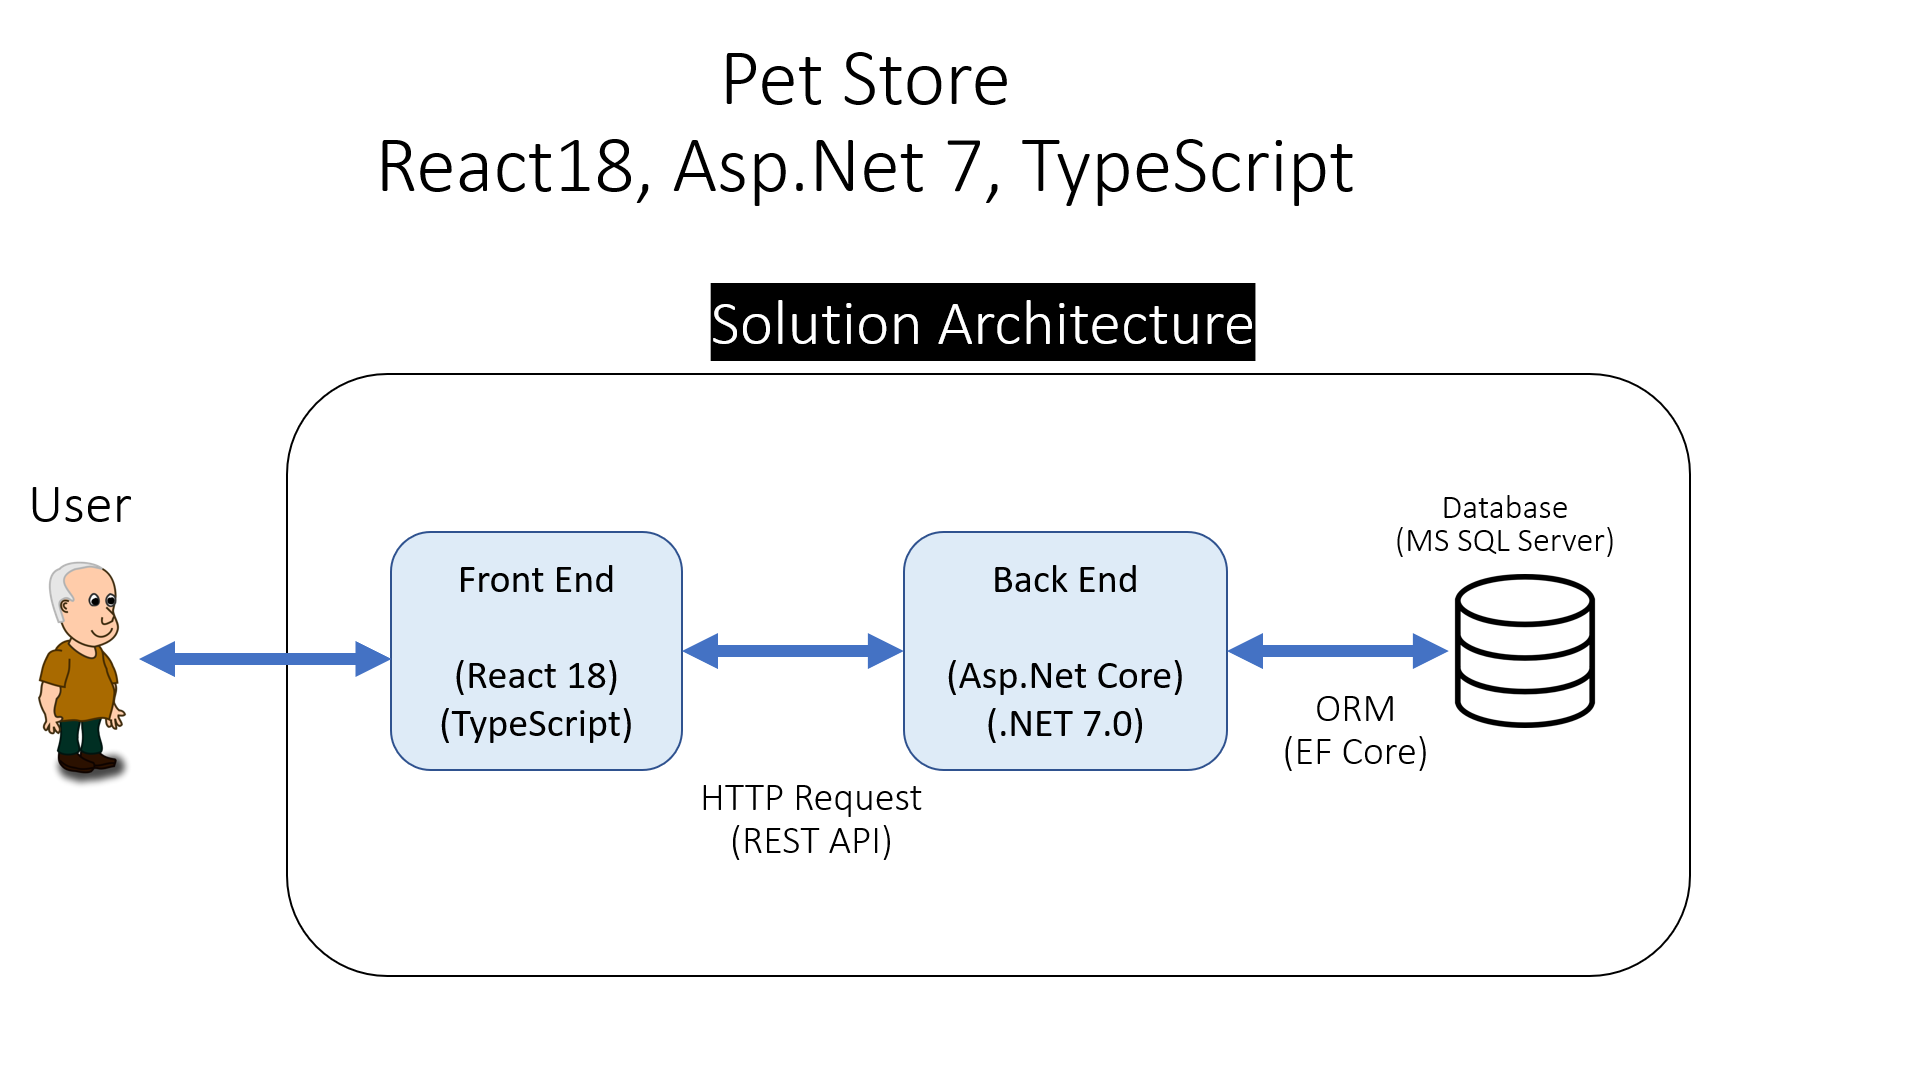 Pet Store
React18, Asp.Net 7, TypeScript
Solution Architecture
User
Front End
(React 18)
(TypeScript)
HTTP Request
(REST API)
Back End
(Asp.Net Core)
(.NET 7.0)
ORM
(EF Core)
Database
(MS SQL Server)